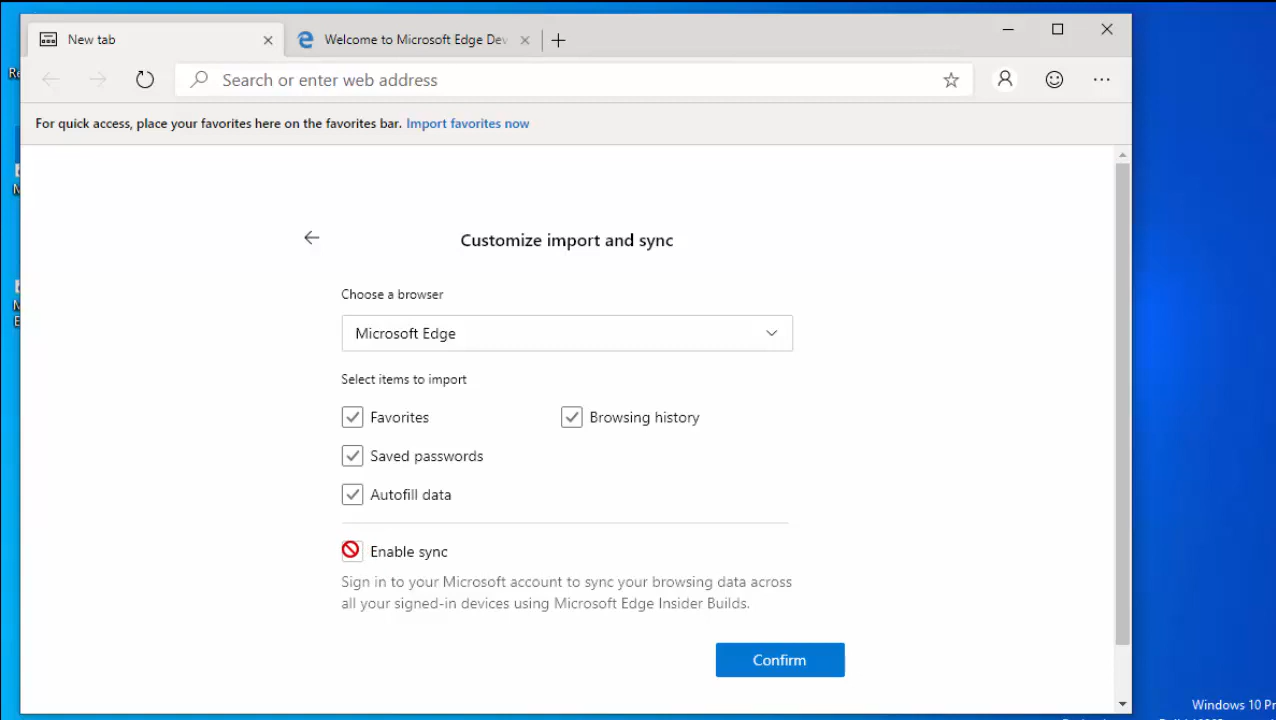 New tab
Welcome to Microsoft Edge Dev
Search or enter web address
For quick access, place your favorites here on the favorites bar. Import favorites now
Customize import and sync
Choose a browser
Microsoft Edge
Select items to import
Favorites
Browsing history
Saved passwords
Autofill data
Enable sync
Sign in to your Microsoft account to sync your browsing data across
all your signed-in devices using Microsoft Edge Insider Builds.
Confirm
Windows 10 Pr